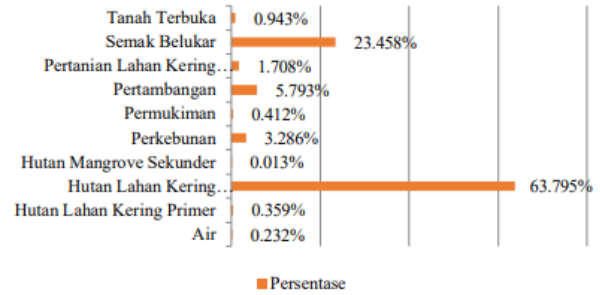 Tanah Terbuka 0.943%
Semak Belukar 23.458%
Pertanian Lahan Kering... 1.708%
Pertambangan 5.793%
Permukiman 0.412%
Perkebunan 3.286%
Hutan Mangrove Sekunder 0.013%
Hutan Lahan Kering... 63.795%
Hutan Lahan Kering Primer 0.359%
Air 0.232%
Persentase